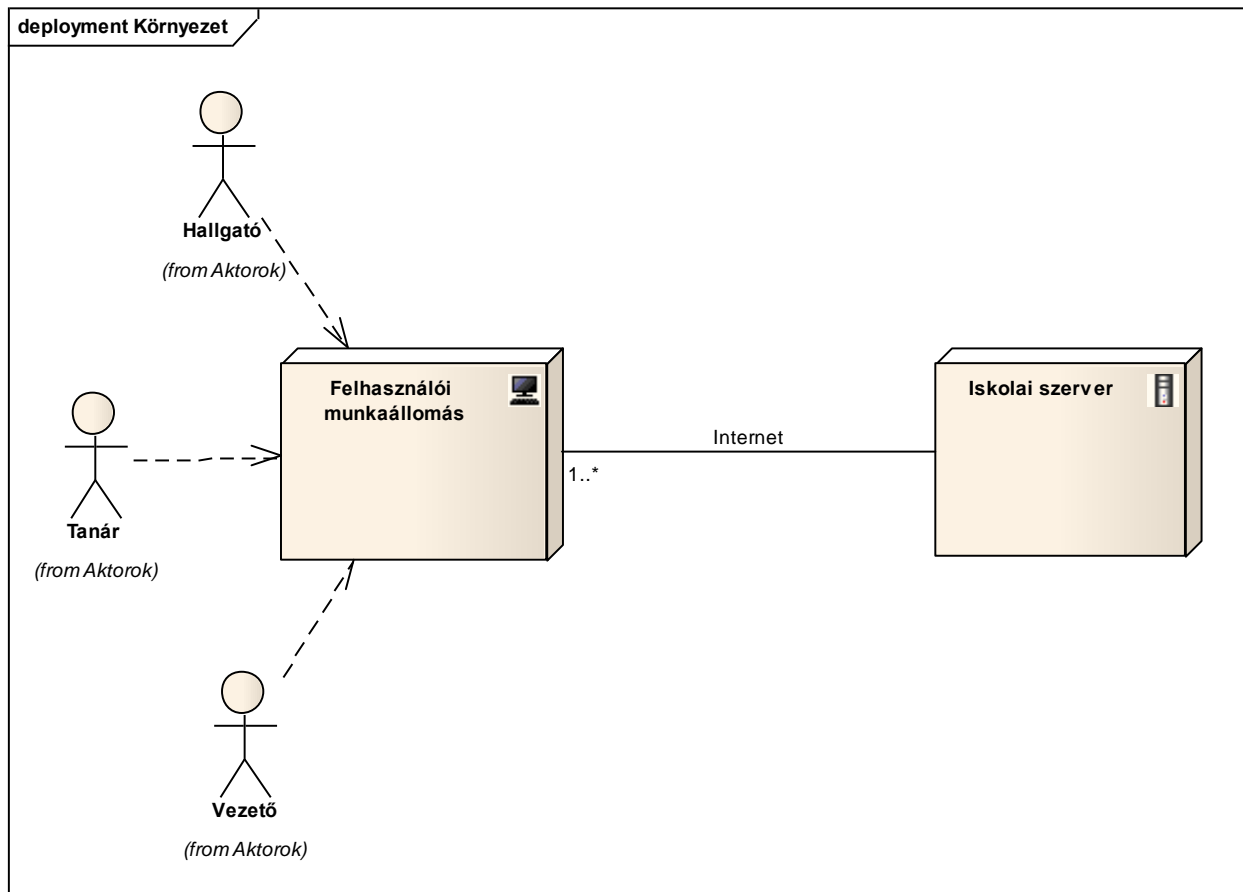 deployment Környezet
Hallgató
(from Aktorok)
Felhasználói
munkaállomás
Iskolai szerver
Internet
1..*
Tanár
(from Aktorok)
Vezető
(from Aktorok)